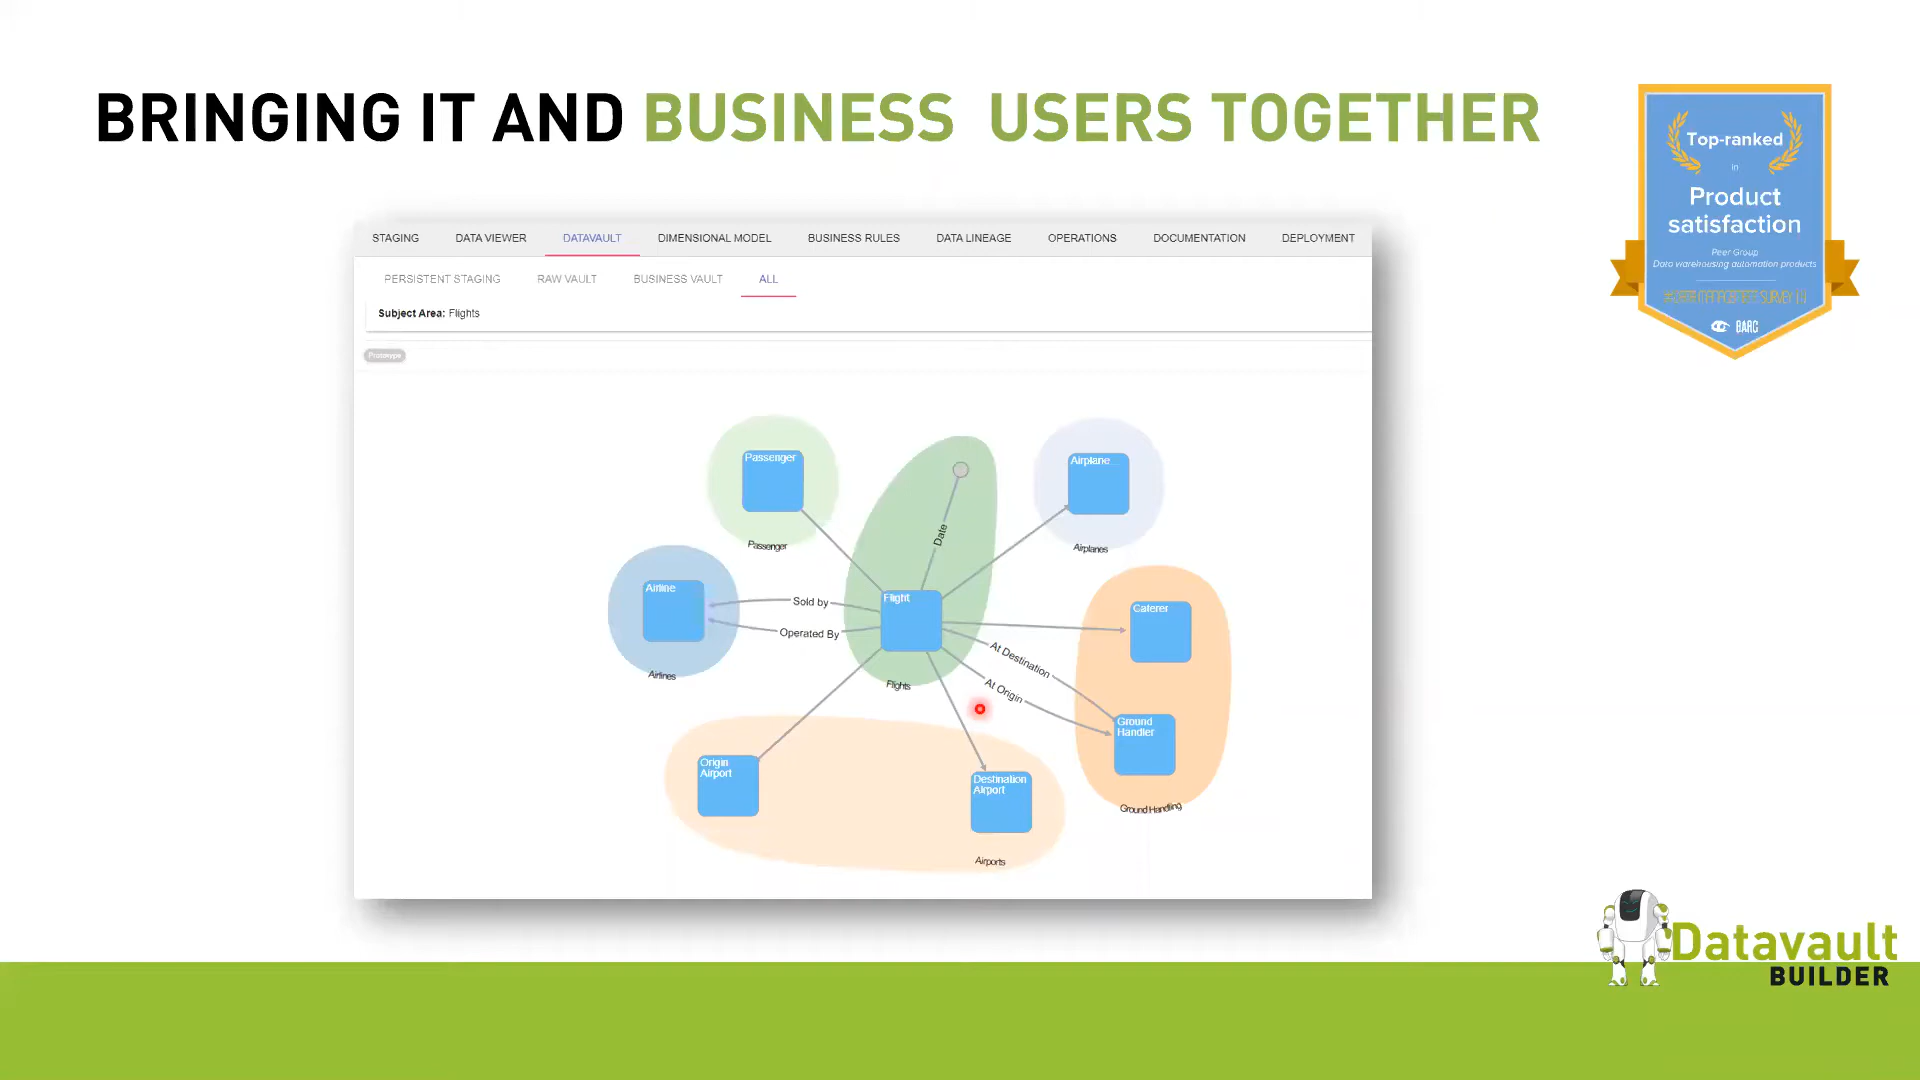 BRINGING IT AND BUSINESS USERS TOGETHER
Top-ranked
in
Product
satisfaction
Peer Group
Data warehousing automation products
BARC
STAGING DATA VIEWER DATAVAULT DIMENSIONAL MODEL BUSINESS RULES DATA LINEAGE OPERATIONS DOCUMENTATION DEPLOYMENT
PERSISTENT STAGING RAW VAULT BUSINESS VAULT ALL
Subject Area: Flights
Prototype
Passenger
Passenger
Date
Airplane...
Airplanes
Airline
Airlines
Sold by
Operated By
Flight
Flights
At Destination
At Origin
Caterer
Ground
Handler
Ground Handling
Origin
Airport
Destination
Airport
Airports
Datavault
BUILDER